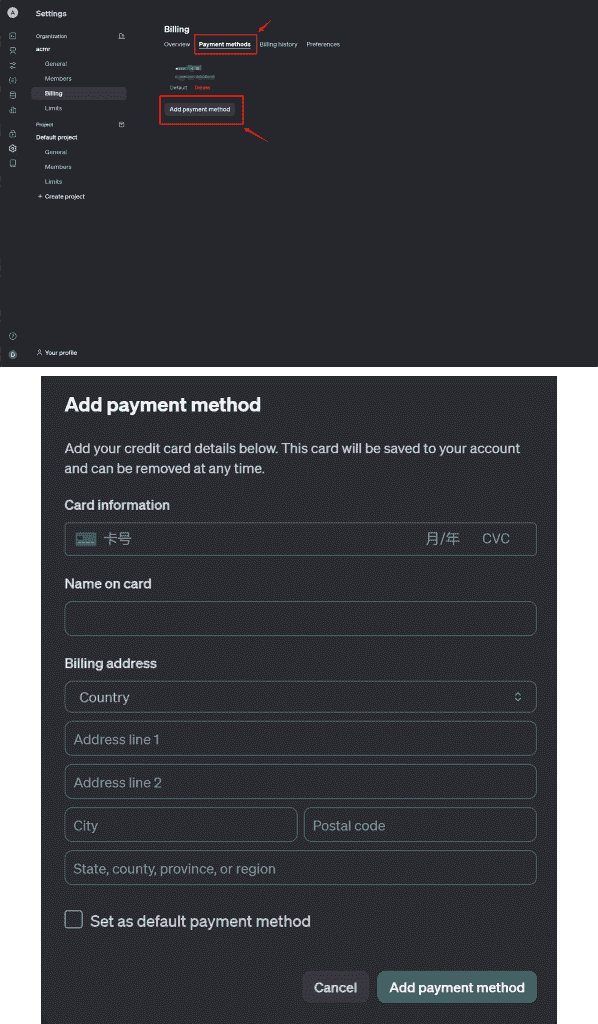 A
Settings
Organization
General
Members
Billing
Limits
Project
Default project
General
Members
Limits
+ Create project
Your profile
Billing
Overview
Payment methods
Billing history
Preferences
Default
Delete
Add payment method
Add payment method
Add your credit card details below. This card will be saved to your account
and can be removed at any time.
Card information
卡号
月/年
CVC
Name on card
Billing address
Country
Address line 1
Address line 2
City
Postal code
State, county, province, or region
Set as default payment method
Cancel
Add payment method